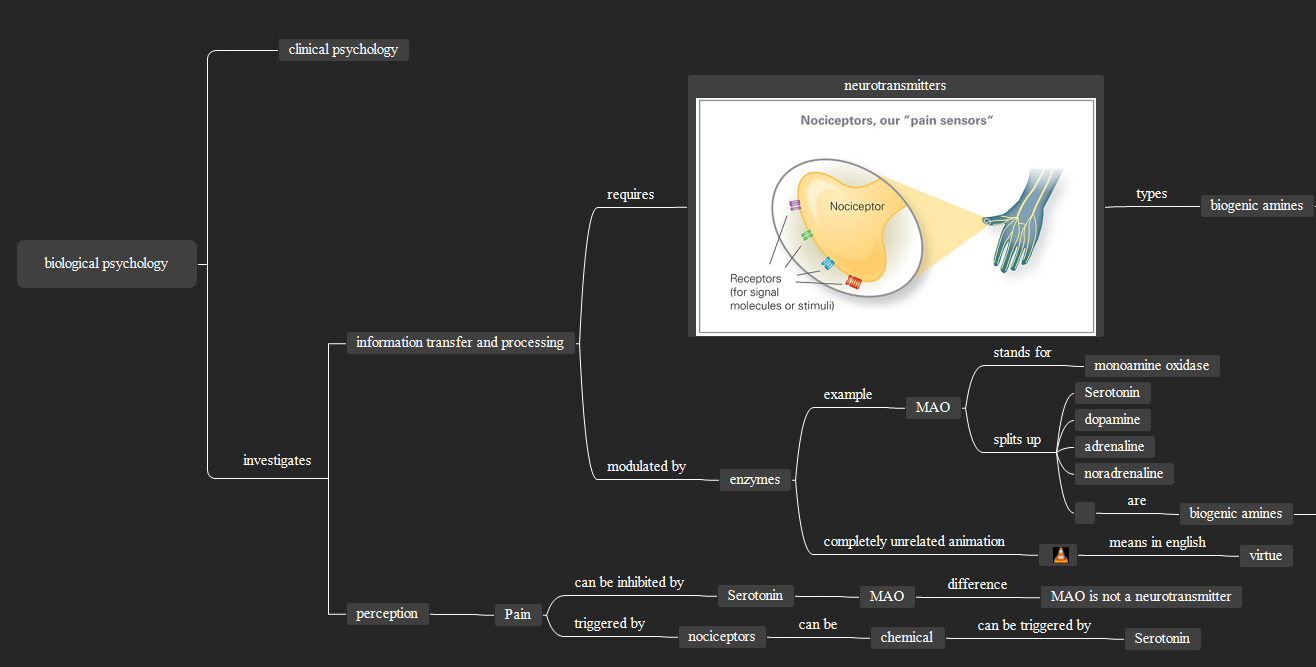 clinical psychology
neurotransmitters
Nociceptors, our "pain sensors"
Nociceptor
Receptors
(for signal
molecules or stimuli)
requires
types
biogenic amines
biological psychology
information transfer and processing
investigates
modulated by
enzymes
example
MAO
stands for
monoamine oxidase
splits up
Serotonin
dopamine
adrenaline
noradrenaline
are
biogenic amines
completely unrelated animation
means in english
virtue
perception
Pain
can be inhibited by
Serotonin
MAO
difference
MAO is not a neurotransmitter
triggered by
nociceptors
can be
chemical
can be triggered by
Serotonin